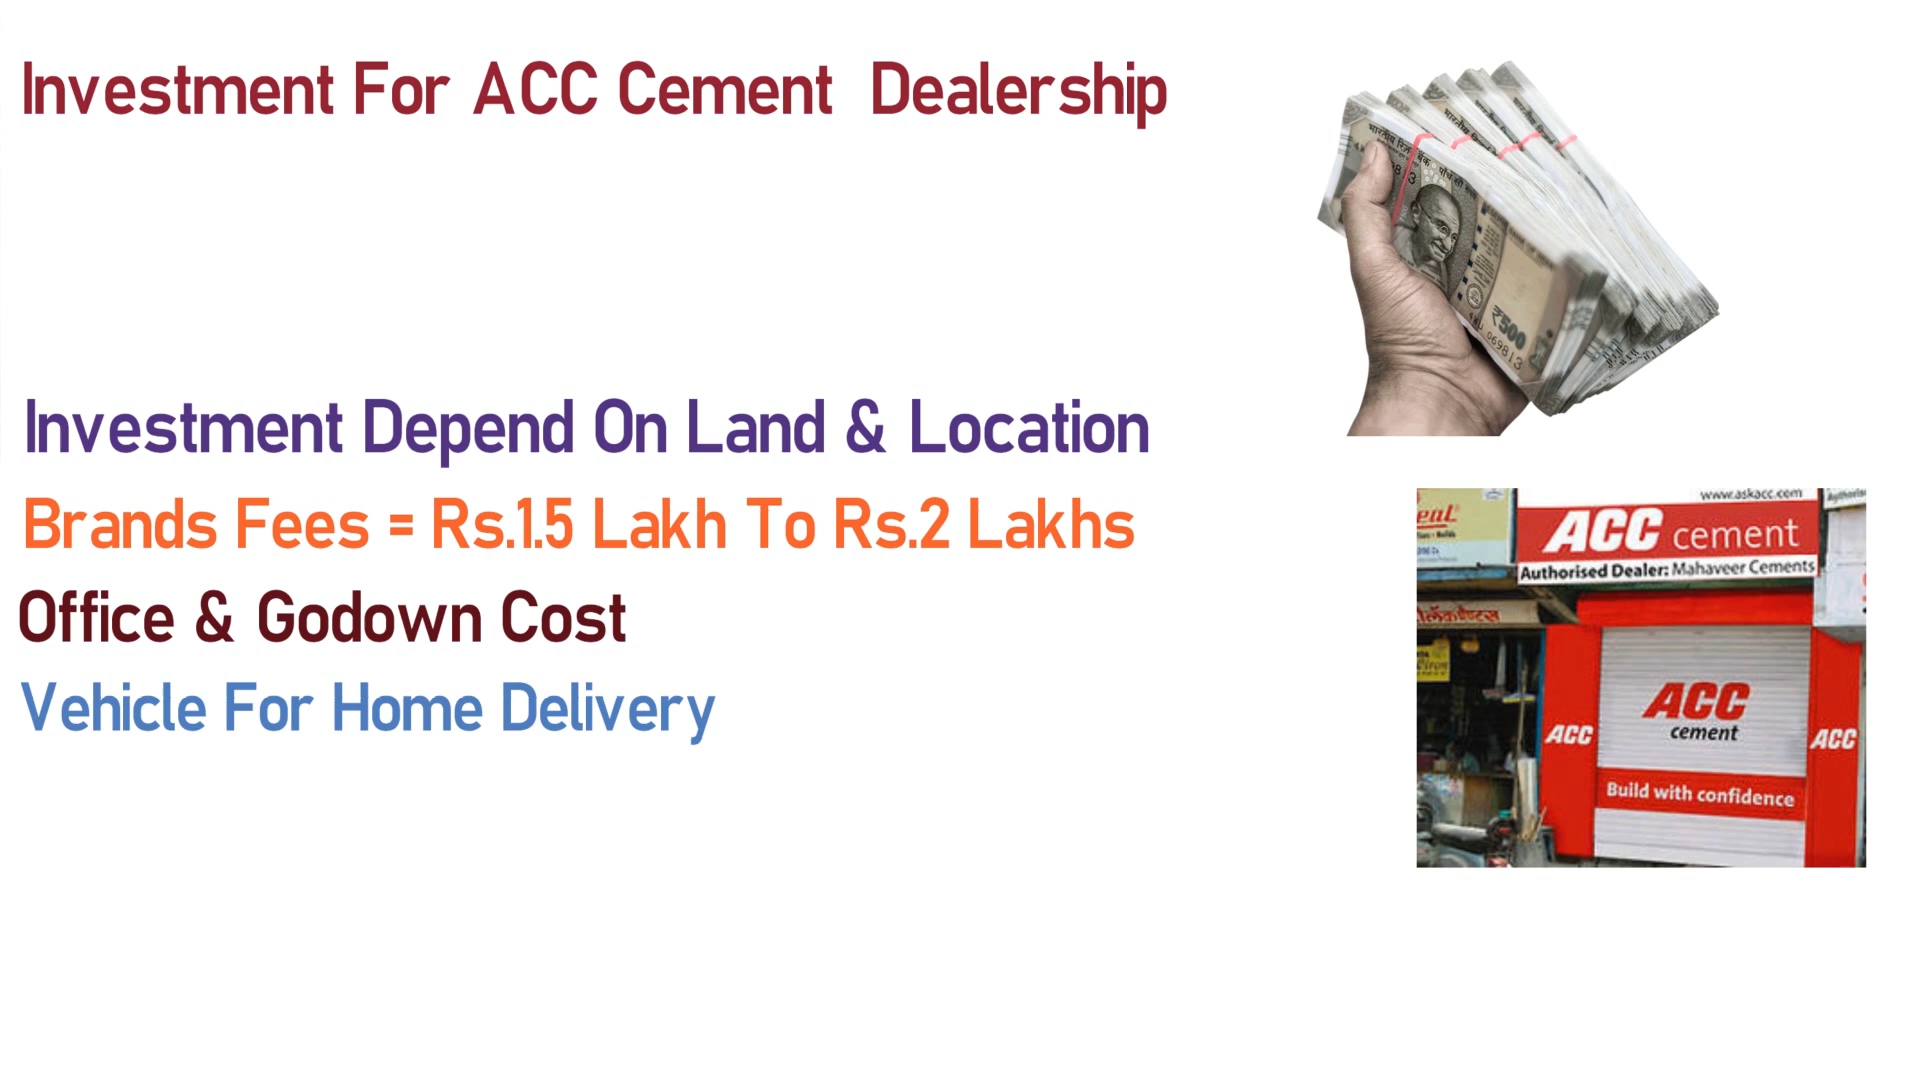 Investment For ACC Cement Dealership
भारतीय रिज़र्व बैंक
पाँच सौ
₹500
069813
Investment Depend On Land & Location
Brands Fees = Rs.1.5 Lakh To Rs.2 Lakhs
Office & Godown Cost
Vehicle For Home Delivery
www.askacc.com
ACC cement
Authorised Dealer: Mahaveer Cements
ACC
cement
ACC
ACC
Build with confidence